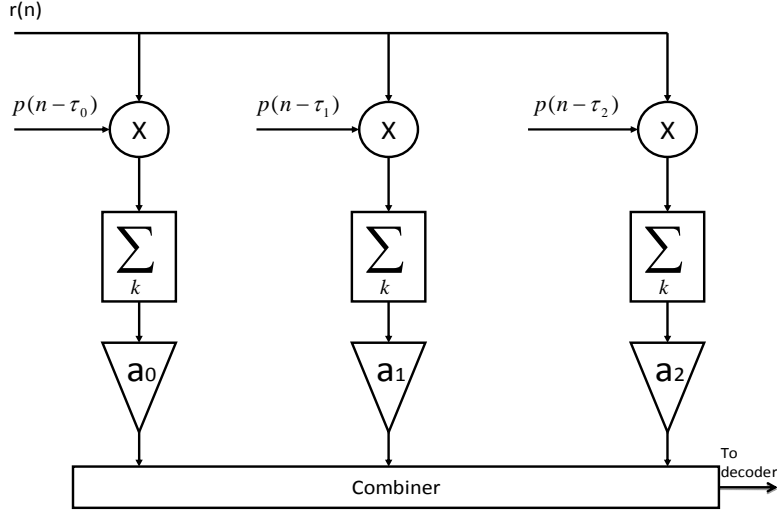 r(n)
p(n − τ₀) p(n − τ₁) p(n − τ₂)
X X X
∑ ∑ ∑
k k k
a₀ a₁ a₂
To
decoder
Combiner